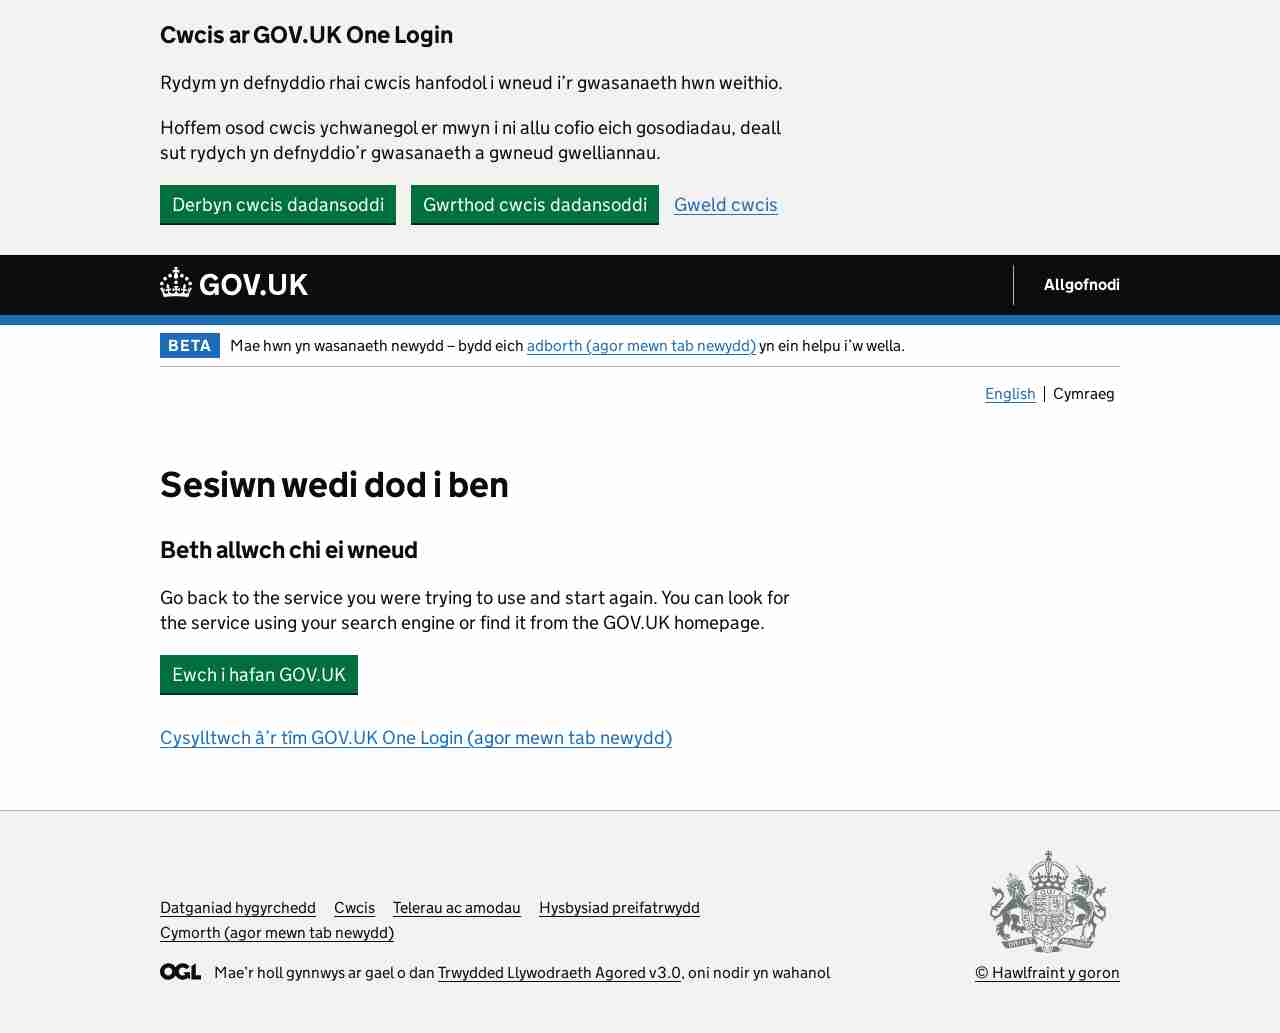 Cwcis ar GOV.UK One Login
Rydym yn defnyddio rhai cwcis hanfodol i wneud i’r gwasanaeth hwn weithio.
Hoffem osod cwcis ychwanegol er mwyn i ni allu cofio eich gosodiadau, deall
sut rydych yn defnyddio’r gwasanaeth a gwneud gwelliannau.
Derbyn cwcis dadansoddi Gwrthod cwcis dadansoddi Gweld cwcis
GOV.UK Allgofnodi
BETA Mae hwn yn wasanaeth newydd – bydd eich adborth (agor mewn tab newydd) yn ein helpu i’w wella.
English | Cymraeg
Sesiwn wedi dod i ben
Beth allwch chi ei wneud
Go back to the service you were trying to use and start again. You can look for
the service using your search engine or find it from the GOV.UK homepage.
Ewch i hafan GOV.UK
Cysylltwch â’r tîm GOV.UK One Login (agor mewn tab newydd)
Datganiad hygyrchedd Cwcis Telerau ac amodau Hysbysiad preifatrwydd
Cymorth (agor mewn tab newydd)
OGL Mae’r holl gynnwys ar gael o dan Trwydded Llywodraeth Agored v3.0, oni nodir yn wahanol
© Hawlfraint y goron